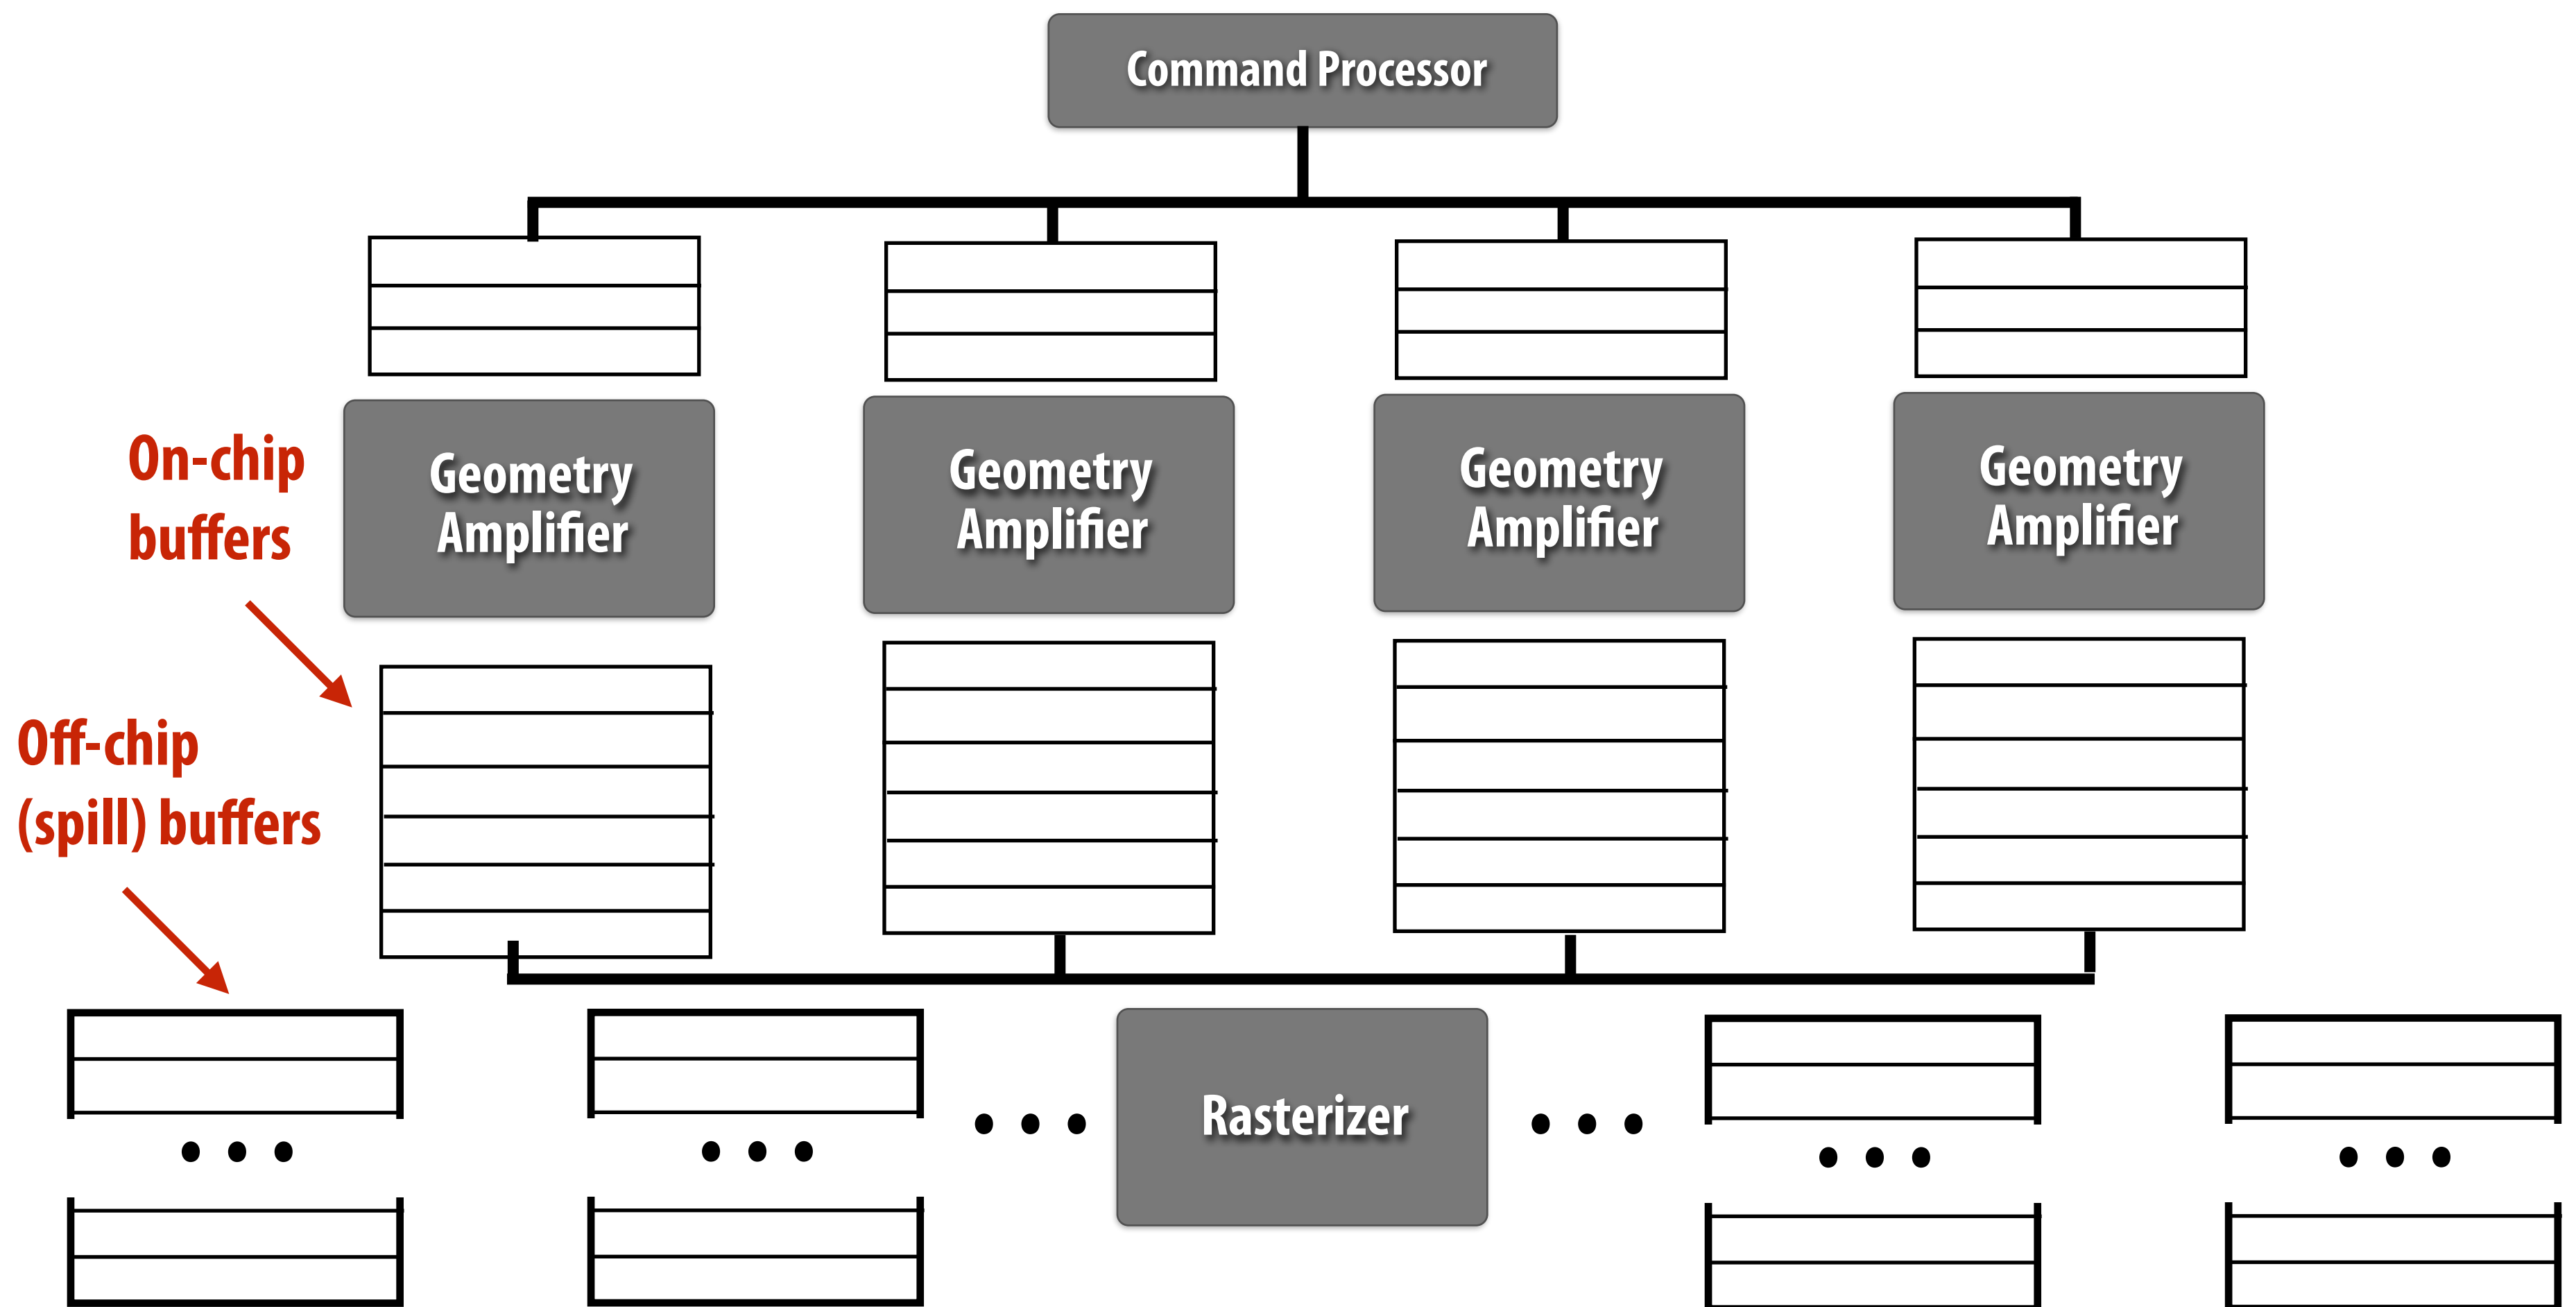 Command Processor
On-chip
buffers
Geometry
Amplifier
Geometry
Amplifier
Geometry
Amplifier
Geometry
Amplifier
Off-chip
(spill) buffers
Rasterizer